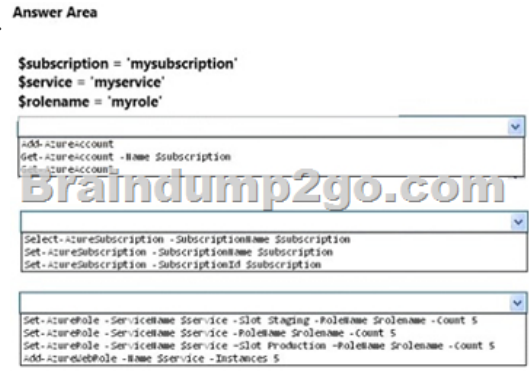 Answer Area
$subscription = 'mysubscription'
$service = 'myservice'
$rolename = 'myrole'
Add-AzureAccount
Get-AzureAccount -Name $subscription
Get-AzureAccount
Braindump2go.com
Select-AzureSubscription -SubscriptionName $subscription
Set-AzureSubscription -SubscriptionName $subscription
Set-AzureSubscription -SubscriptionId $subscription
Set-AzureRole -ServiceName $service -Slot Staging -RoleName $rolename -Count 5
Set-AzureRole -ServiceName $service -RoleName $rolename -Count 5
Set-AzureRole -ServiceName $service -Slot Production -RoleName $rolename -Count 5
Add-AzureWebRole -Name $service -Instances 5